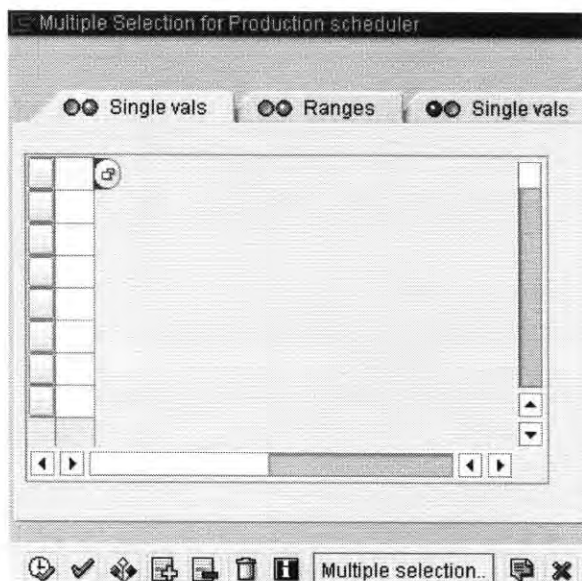 Multiple Selection for Production scheduler
Single vals Ranges Single vals
Multiple selection..